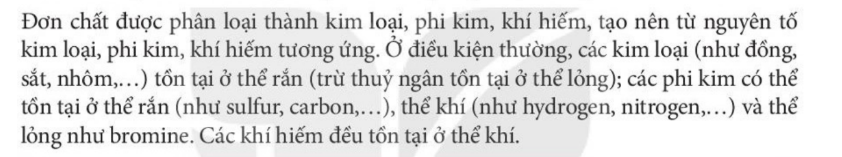 Đơn chất được phân loại thành kim loại, phi kim, khí hiếm, tạo nên từ nguyên tố
kim loại, phi kim, khí hiếm tương ứng. Ở điều kiện thường, các kim loại (như đồng,
sắt, nhôm,…) tồn tại ở thể rắn (trừ thuỷ ngân tồn tại ở thể lỏng); các phi kim có thể
tồn tại ở thể rắn (như sulfur, carbon,…), thể khí (như hydrogen, nitrogen,…) và thể
lỏng như bromine. Các khí hiếm đều tồn tại ở thể khí.